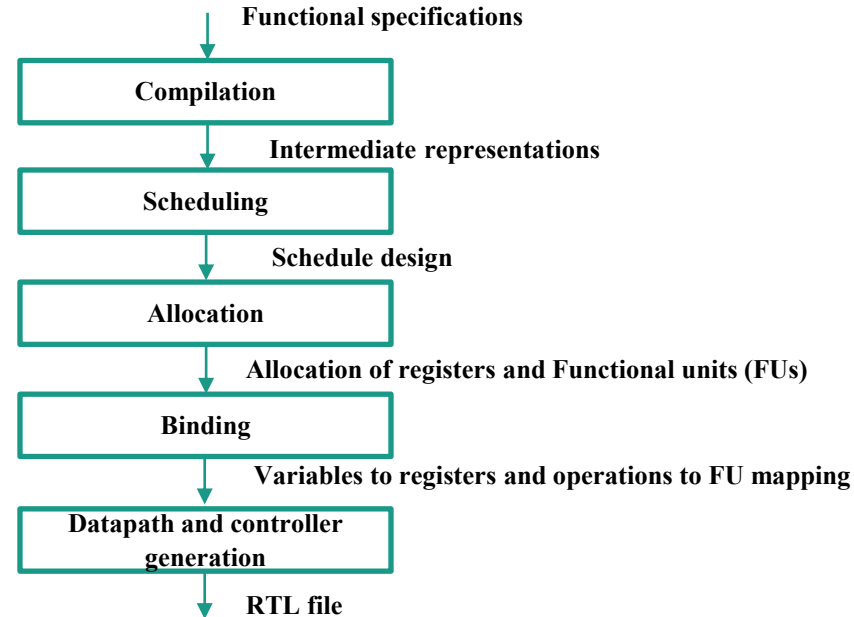 Functional specifications
Compilation
Intermediate representations
Scheduling
Schedule design
Allocation
Allocation of registers and Functional units (FUs)
Binding
Variables to registers and operations to FU mapping
Datapath and controller
generation
RTL file